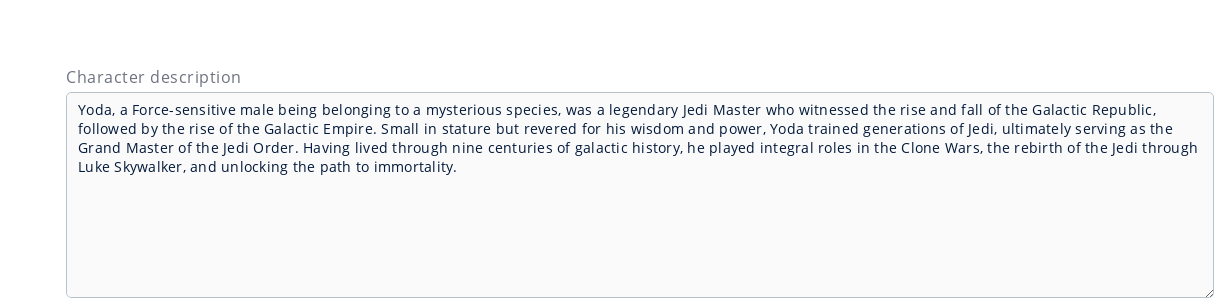 Character description
Yoda, a Force-sensitive male being belonging to a mysterious species, was a legendary Jedi Master who witnessed the rise and fall of the Galactic Republic,
followed by the rise of the Galactic Empire. Small in stature but revered for his wisdom and power, Yoda trained generations of Jedi, ultimately serving as the
Grand Master of the Jedi Order. Having lived through nine centuries of galactic history, he played integral roles in the Clone Wars, the rebirth of the Jedi through
Luke Skywalker, and unlocking the path to immortality.